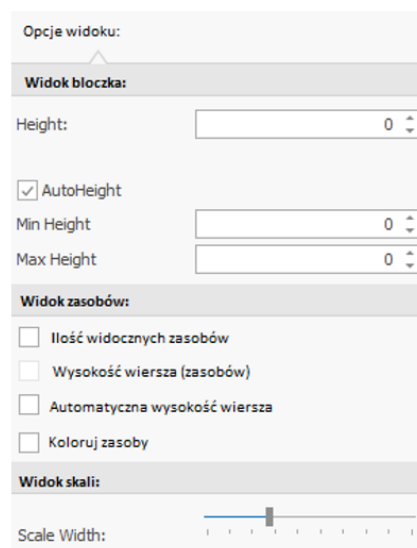 Opcje widoku:
Widok bloczka:
Height: 0
AutoHeight
Min Height 0
Max Height 0
Widok zasobów:
Ilość widocznych zasobów
Wysokość wiersza (zasobów)
Automatyczna wysokość wiersza
Koloruj zasoby
Widok skali:
Scale Width: